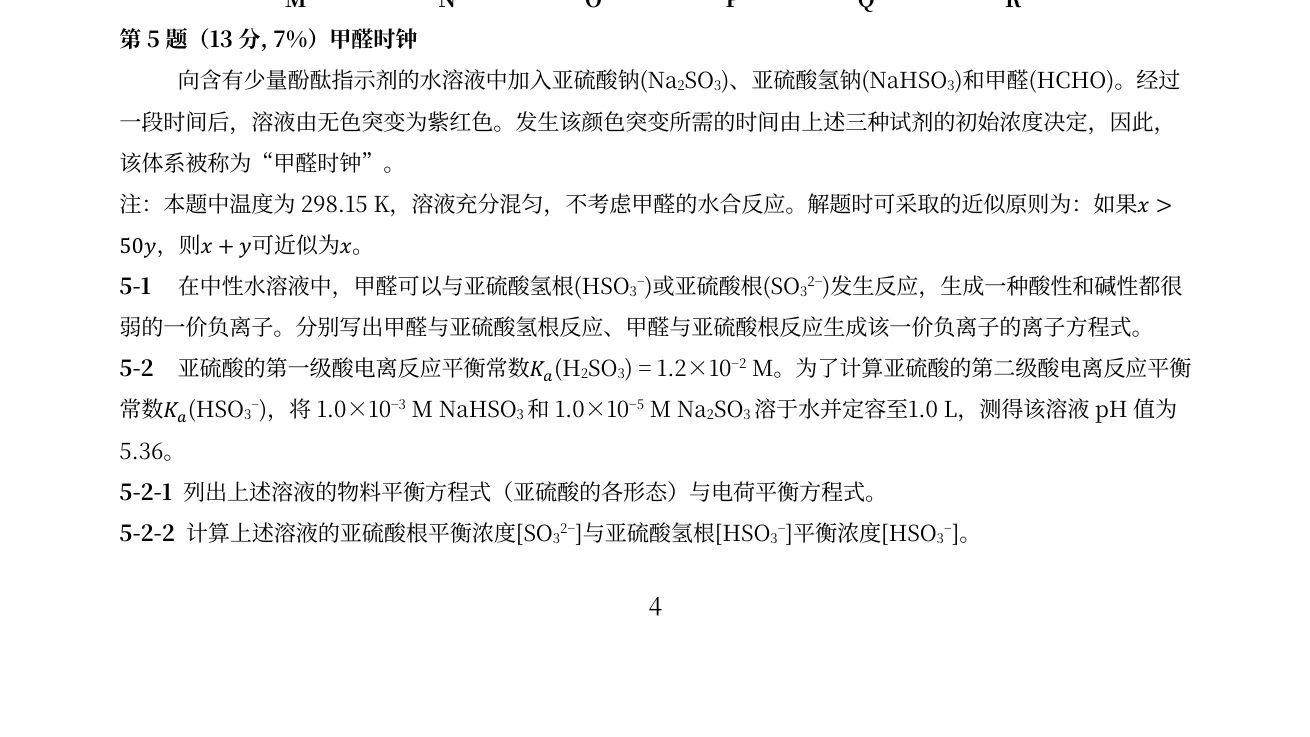 M N O P Q R
第 5 题（13 分, 7%）甲醛时钟
向含有少量酚酞指示剂的水溶液中加入亚硫酸钠(Na₂SO₃)、亚硫酸氢钠(NaHSO₃)和甲醛(HCHO)。经过
一段时间后，溶液由无色突变为紫红色。发生该颜色突变所需的时间由上述三种试剂的初始浓度决定，因此，
该体系被称为“甲醛时钟”。
注：本题中温度为 298.15 K，溶液充分混匀，不考虑甲醛的水合反应。解题时可采取的近似原则为：如果x >
50y，则x + y可近似为x。
5-1 在中性水溶液中，甲醛可以与亚硫酸氢根(HSO₃⁻)或亚硫酸根(SO₃²⁻)发生反应，生成一种酸性和碱性都很
弱的一价负离子。分别写出甲醛与亚硫酸氢根反应、甲醛与亚硫酸根反应生成该一价负离子的离子方程式。
5-2 亚硫酸的第一级酸电离反应平衡常数Kₐ(H₂SO₃) = 1.2×10⁻² M。为了计算亚硫酸的第二级酸电离反应平衡
常数Kₐ(HSO₃⁻)，将 1.0×10⁻³ M NaHSO₃ 和 1.0×10⁻⁵ M Na₂SO₃ 溶于水并定容至1.0 L，测得该溶液 pH 值为
5.36。
5-2-1 列出上述溶液的物料平衡方程式（亚硫酸的各形态）与电荷平衡方程式。
5-2-2 计算上述溶液的亚硫酸根平衡浓度[SO₃²⁻]与亚硫酸氢根[HSO₃⁻]平衡浓度[HSO₃⁻]。
4